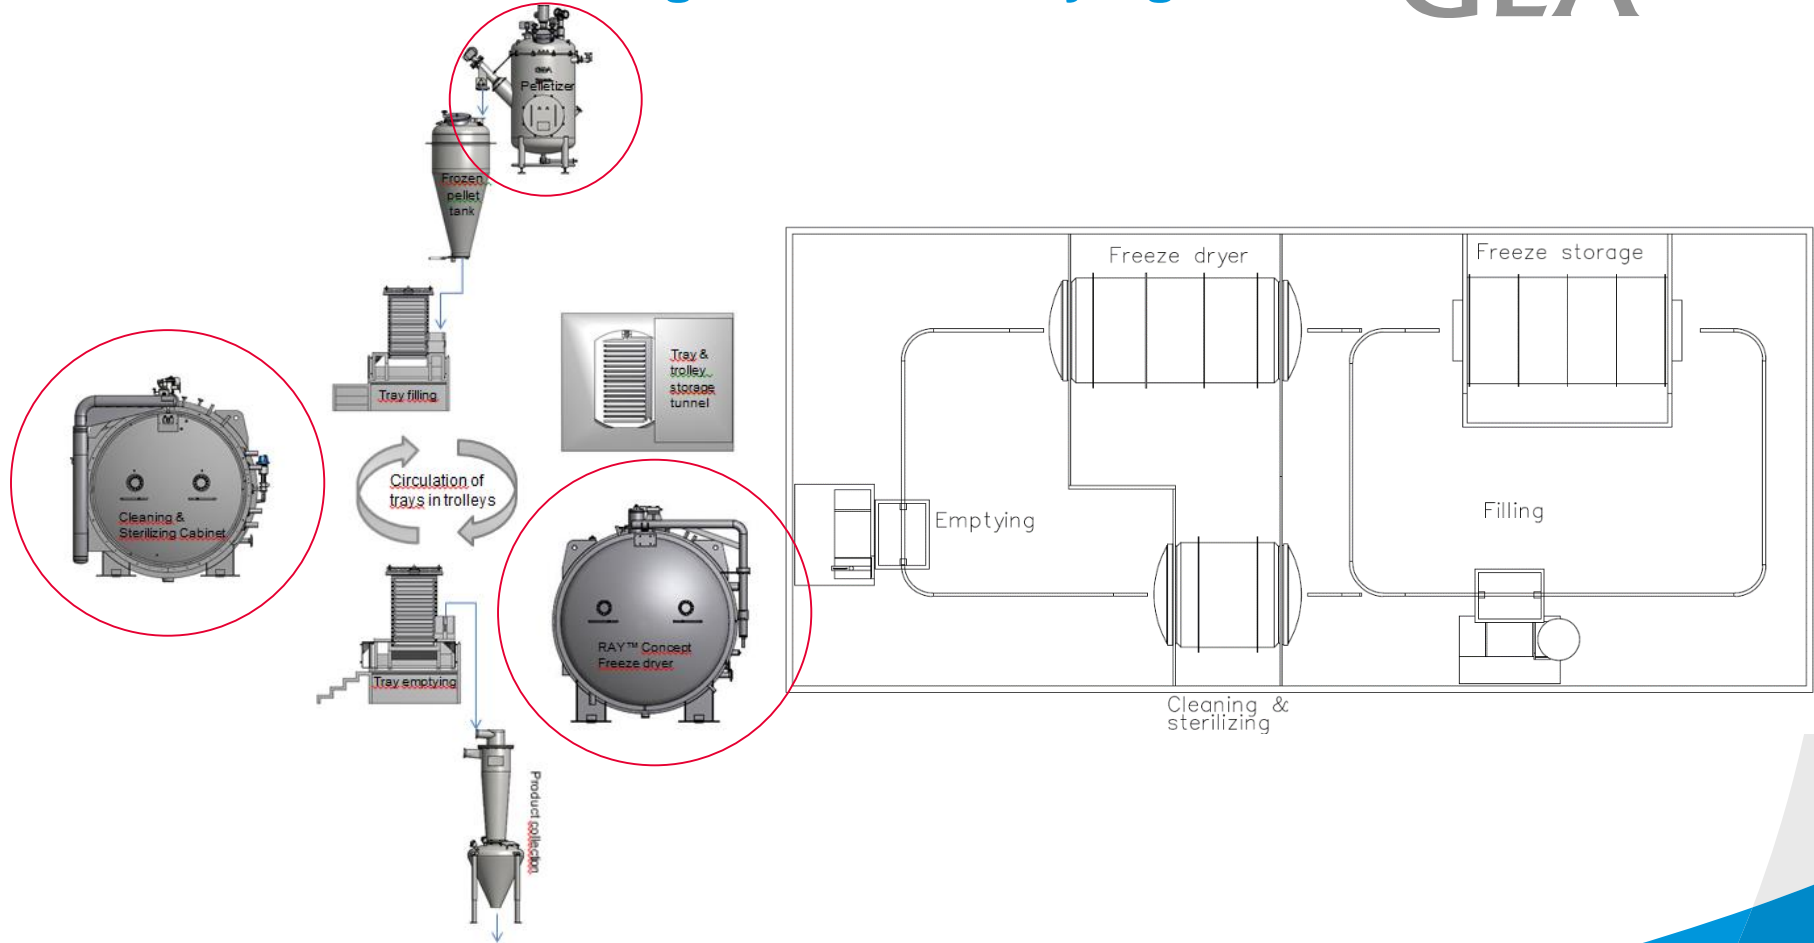 GEA
Pelletizer
Frozen
pellet
tank
Tray filling
Tray &
trolley
storage
tunnel
Circulation of
trays in trolleys
Cleaning &
Sterilizing Cabinet
RAY™ Concept
Freeze dryer
Tray emptying
Product collection
Freeze dryer
Freeze storage
Emptying
Filling
Cleaning &
sterilizing